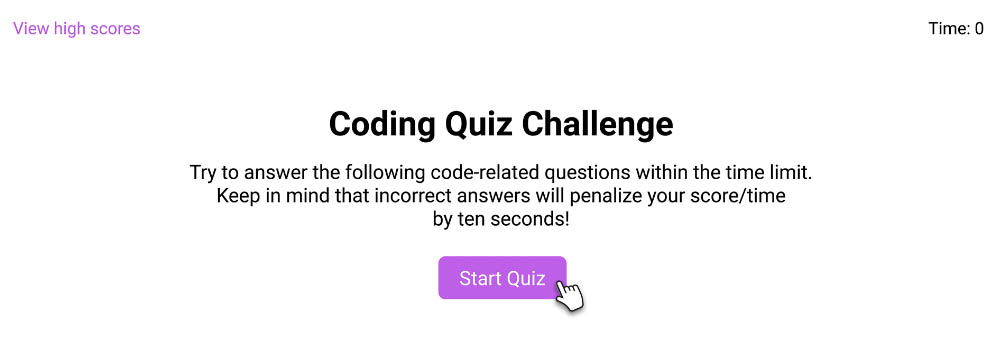 View high scores
Time: 0
Coding Quiz Challenge
Try to answer the following code-related questions within the time limit.
Keep in mind that incorrect answers will penalize your score/time
by ten seconds!
Start Quiz